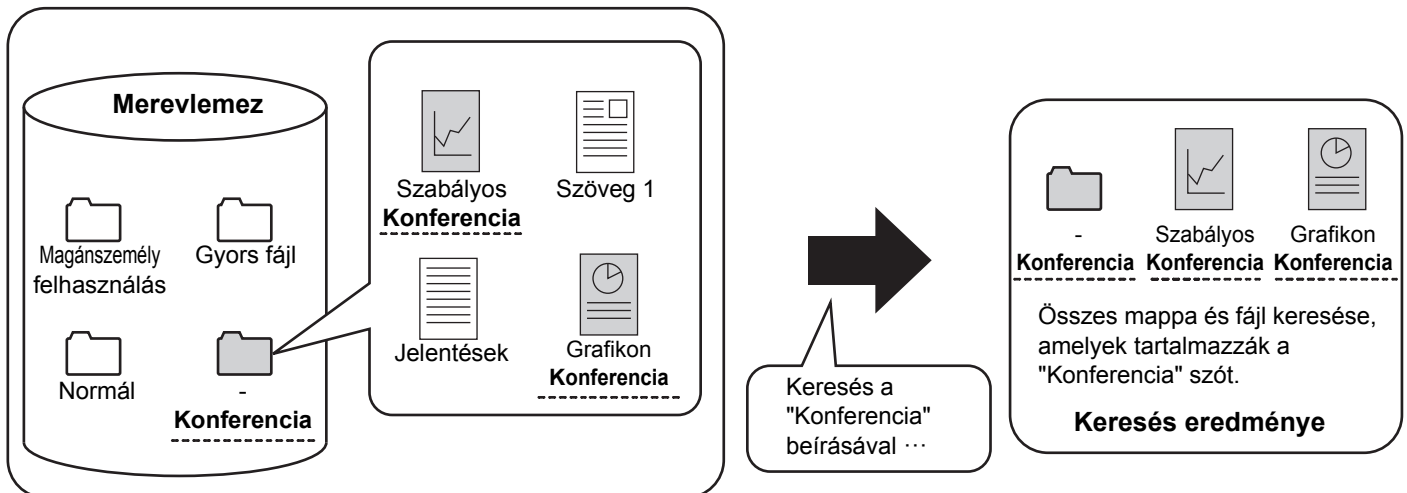 Merevlemez
Magánszemély
felhasználás
Gyors fájl
Normál
-
Konferencia
Szabályos
Konferencia
Szöveg 1
Jelentések
Grafikon
Konferencia
Keresés a
"Konferencia"
beírásával ⋯
-
Konferencia
Szabályos
Konferencia
Grafikon
Konferencia
Összes mappa és fájl keresése,
amelyek tartalmazzák a
"Konferencia" szót.
Keresés eredménye